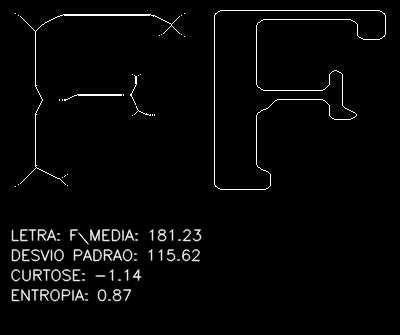 F F
LETRA: F\MEDIA: 181.23
DESVIO PADRAO: 115.62
CURTOSE: -1.14
ENTROPIA: 0.87